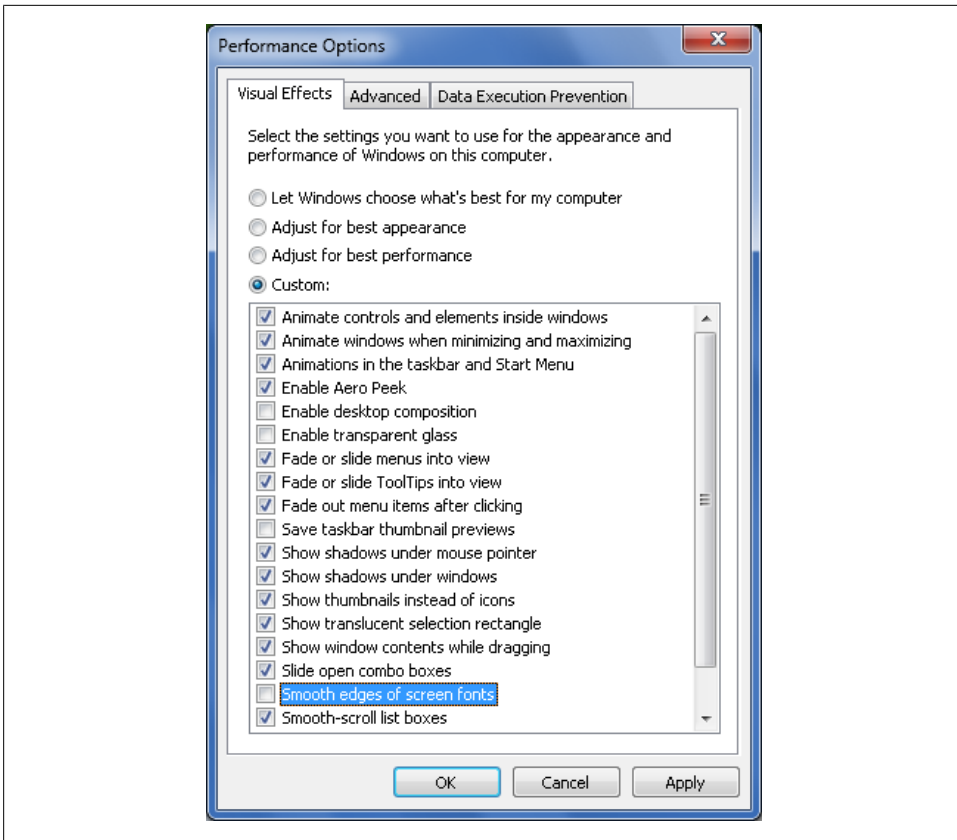 Performance Options
Visual Effects
Advanced
Data Execution Prevention
Select the settings you want to use for the appearance and
performance of Windows on this computer.
Let Windows choose what's best for my computer
Adjust for best appearance
Adjust for best performance
Custom:
Animate controls and elements inside windows
Animate windows when minimizing and maximizing
Animations in the taskbar and Start Menu
Enable Aero Peek
Enable desktop composition
Enable transparent glass
Fade or slide menus into view
Fade or slide ToolTips into view
Fade out menu items after clicking
Save taskbar thumbnail previews
Show shadows under mouse pointer
Show shadows under windows
Show thumbnails instead of icons
Show translucent selection rectangle
Show window contents while dragging
Slide open combo boxes
Smooth edges of screen fonts
Smooth-scroll list boxes
OK
Cancel
Apply